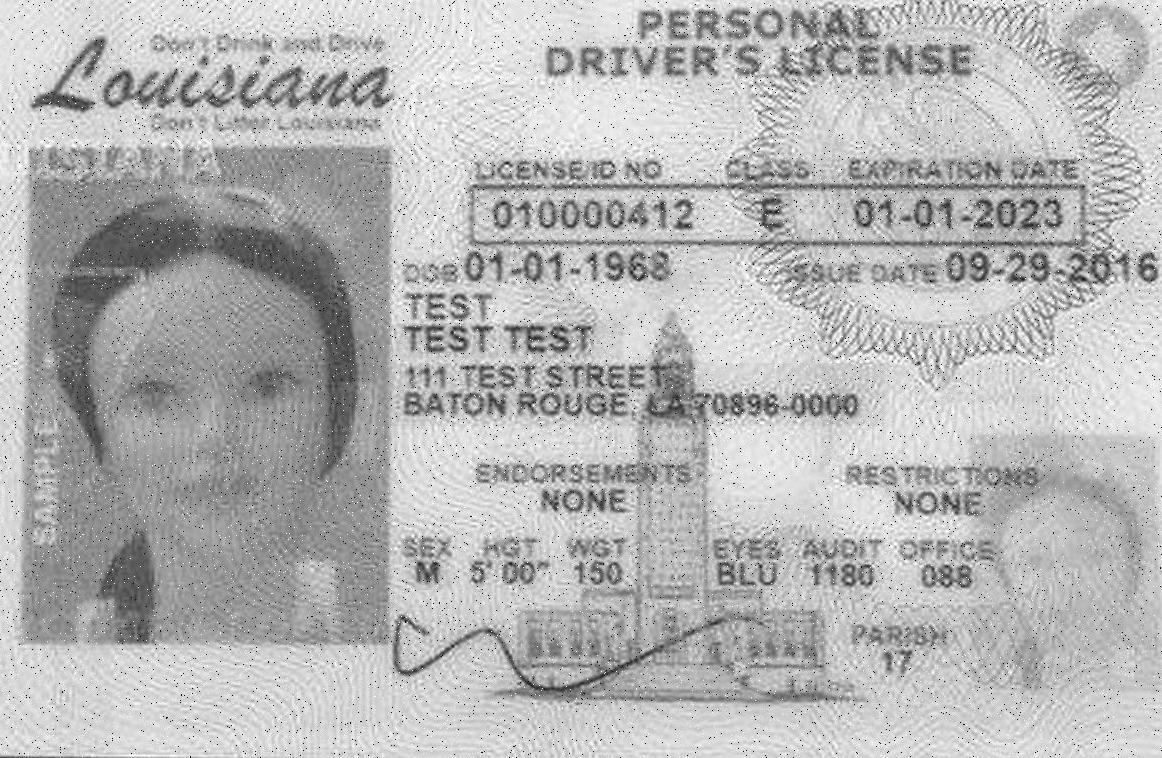 Don't Drink and Drive
Louisiana
Don't Litter Louisiana
PERSONAL
DRIVER'S LICENSE
LICENSE/ID NO CLASS EXPIRATION DATE
010000412 E 01-01-2023
DOB 01-01-1968 ISSUE DATE 09-29-2016
TEST
TEST TEST
111 TEST STREET
BATON ROUGE, LA 70896-0000
ENDORSEMENTS RESTRICTIONS
NONE NONE
SEX HGT WGT EYES AUDIT OFFICE
M 5' 00" 150 BLU 1180 088
PARISH
17
SAMPLE